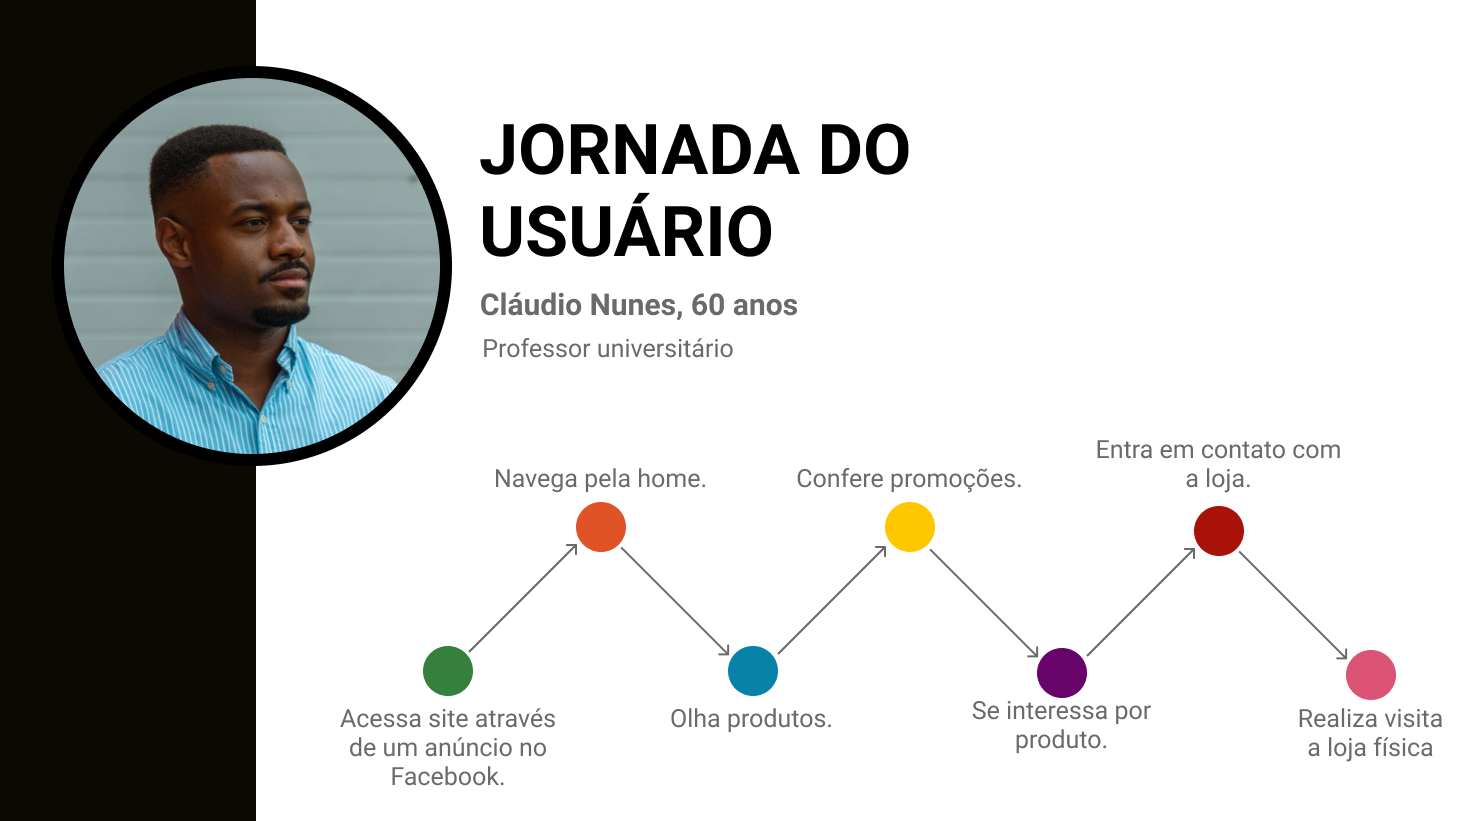 JORNADA DO
USUÁRIO
Cláudio Nunes, 60 anos
Professor universitário
Acessa site através
de um anúncio no
Facebook.
Navega pela home.
Olha produtos.
Confere promoções.
Se interessa por
produto.
Entra em contato com
a loja.
Realiza visita
a loja física